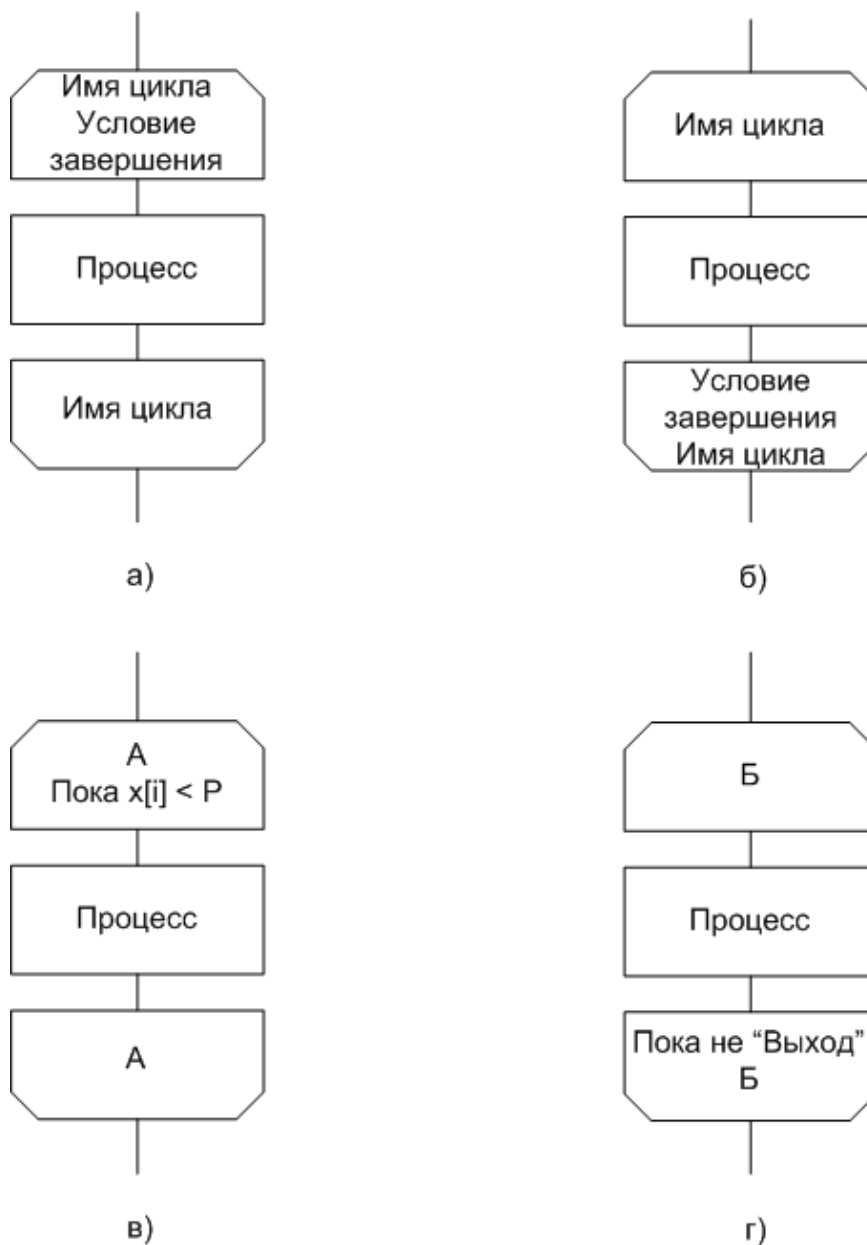 Имя цикла
Условие
завершения
Процесс
Имя цикла
а)
Имя цикла
Процесс
Условие
завершения
Имя цикла
б)
А
Пока x[i] < P
Процесс
А
в)
Б
Процесс
Пока не “Выход”
Б
г)